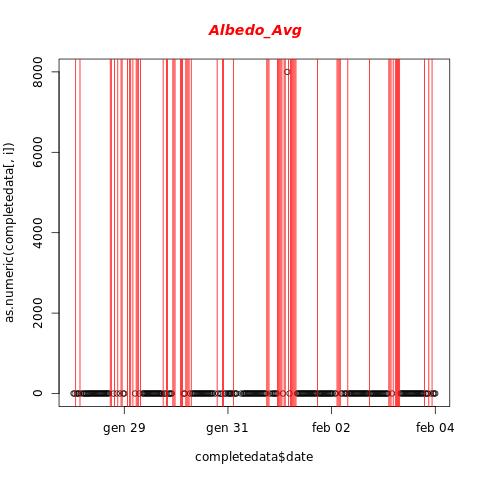 Albedo_Avg
as.numeric(completedata[, i])
8000
6000
4000
2000
0
gen 29 gen 31 feb 02 feb 04
completedata$date